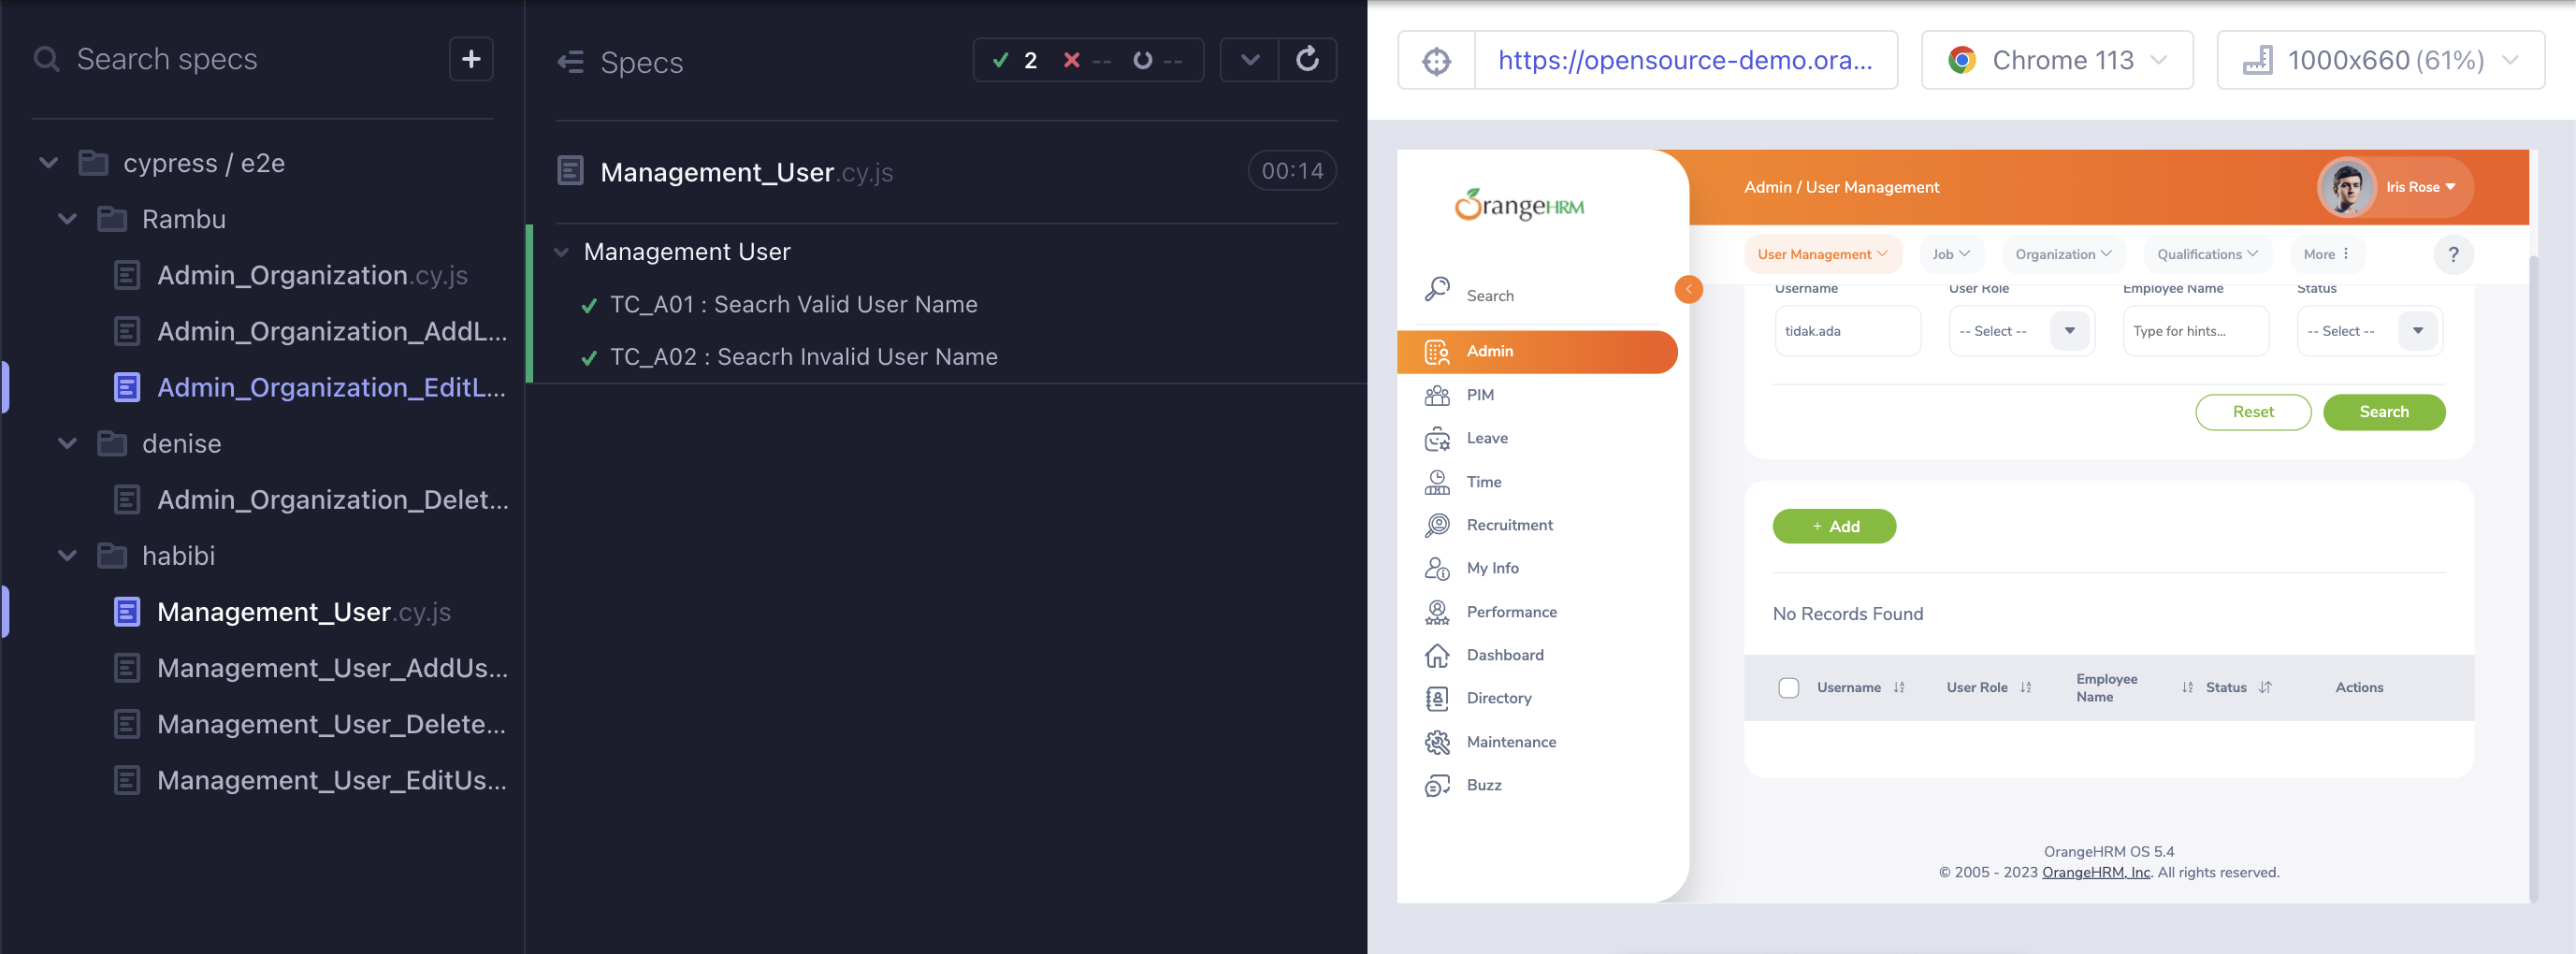 Search specs
+
cypress / e2e
Rambu
Admin_Organization.cy.js
Admin_Organization_AddL...
Admin_Organization_EditL...
denise
Admin_Organization_Delet...
habibi
Management_User.cy.js
Management_User_AddUs...
Management_User_Delete...
Management_User_EditUs...
Specs
2 -- --
Management_User.cy.js 00:14
Management User
TC_A01 : Seacrh Valid User Name
TC_A02 : Seacrh Invalid User Name
https://opensource-demo.ora...
Chrome 113
1000x660 (61%)
OrangeHRM
Search
Admin
PIM
Leave
Time
Recruitment
My Info
Performance
Dashboard
Directory
Maintenance
Buzz
Admin / User Management
Iris Rose
User Management Job Organization Qualifications More ?
Username User Role Employee Name Status
tidak.ada -- Select -- Type for hints... -- Select --
Reset Search
+ Add
No Records Found
Username User Role Employee Name Status Actions
OrangeHRM OS 5.4
© 2005 - 2023 OrangeHRM, Inc. All rights reserved.